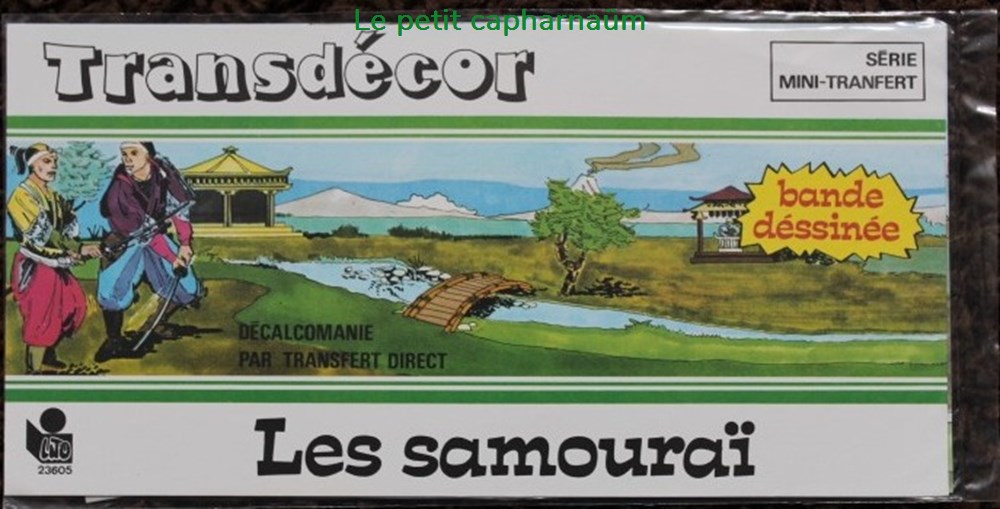 Le petit capharnaüm
Transdécor
SÉRIE
MINI-TRANFERT
bande
déssinée
DÉCALCOMANIE
PAR TRANSFERT DIRECT
LITO
23605
Les samouraï